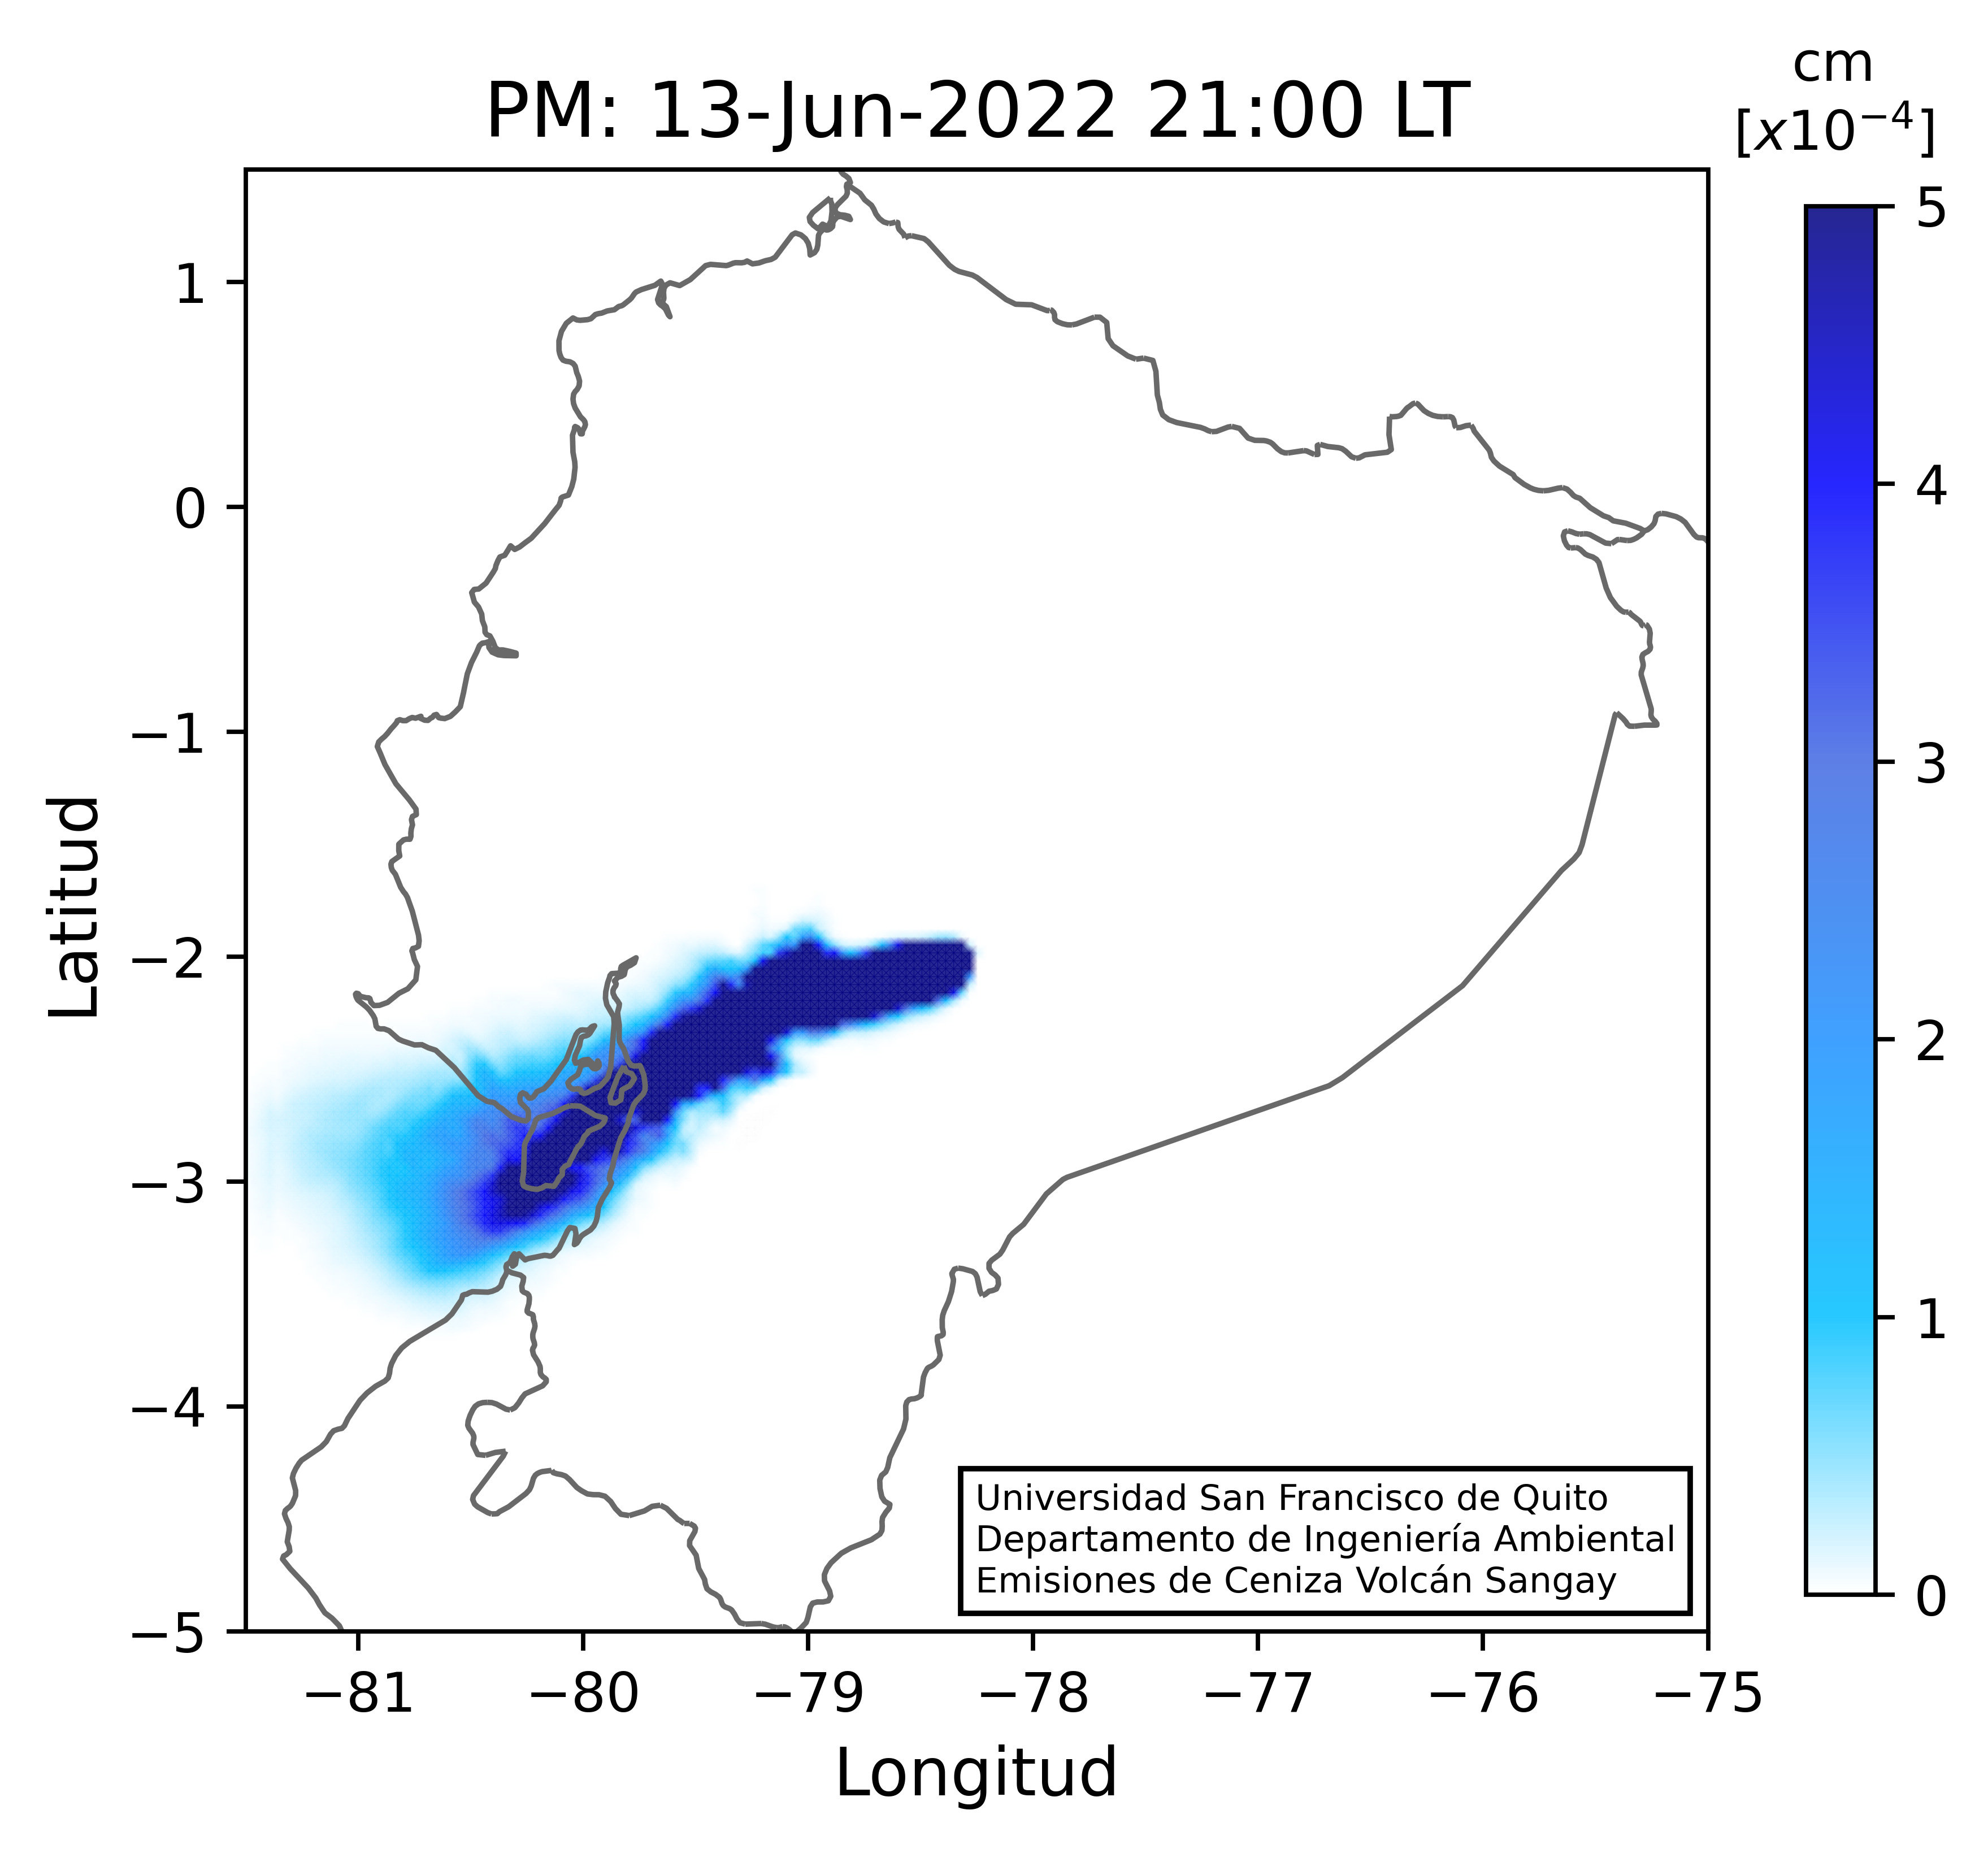 cm
[x10⁻⁴]
PM: 13-Jun-2022 21:00 LT
1
0
−1
−2
−3
−4
−5
Latitud
−81
−80
−79
−78
−77
−76
−75
Longitud
5
4
3
2
1
0
Universidad San Francisco de Quito
Departamento de Ingeniería Ambiental
Emisiones de Ceniza Volcán Sangay